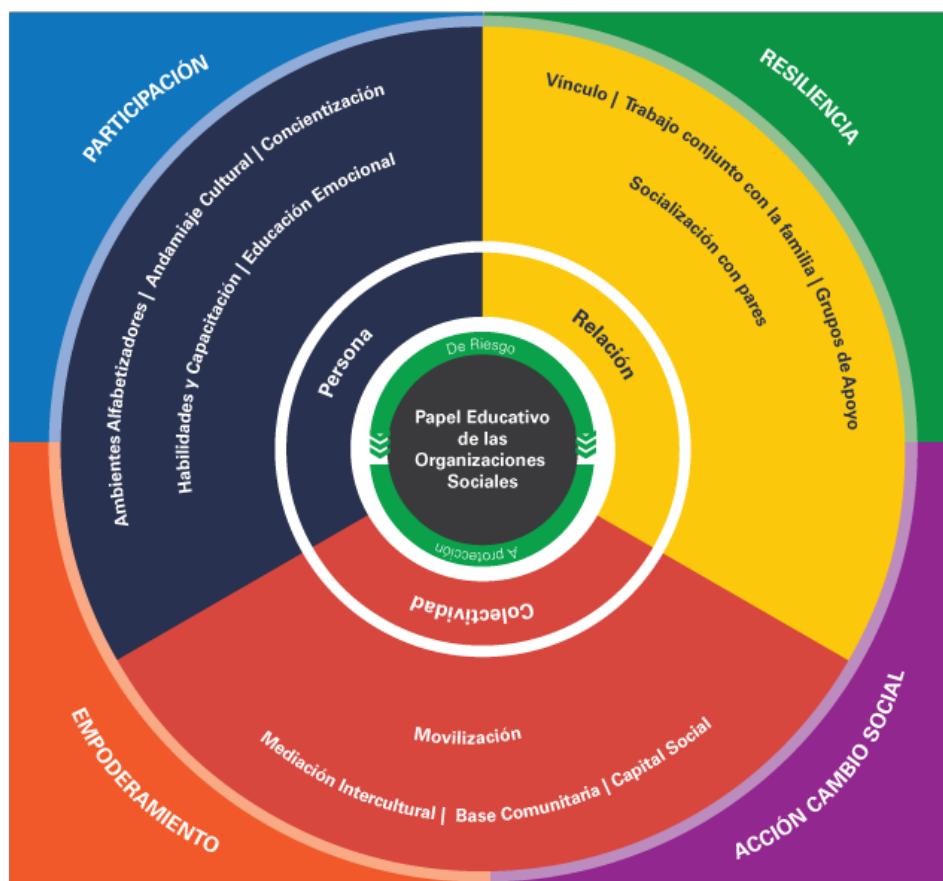 PARTICIPACIÓN
RESILIENCIA
Ambientes Alfabetizadores | Andamiaje Cultural | Concientización
Habilidades y Capacitación | Educación Emocional
Vínculo | Trabajo conjunto con la familia | Grupos de Apoyo
Socialización con pares
Persona
Relación
De Riesgo
Papel Educativo
de las
Organizaciones
Sociales
A protección
Colectividad
Movilización
Mediación Intercultural | Base Comunitaria | Capital Social
EMPODERAMIENTO
ACCIÓN CAMBIO SOCIAL